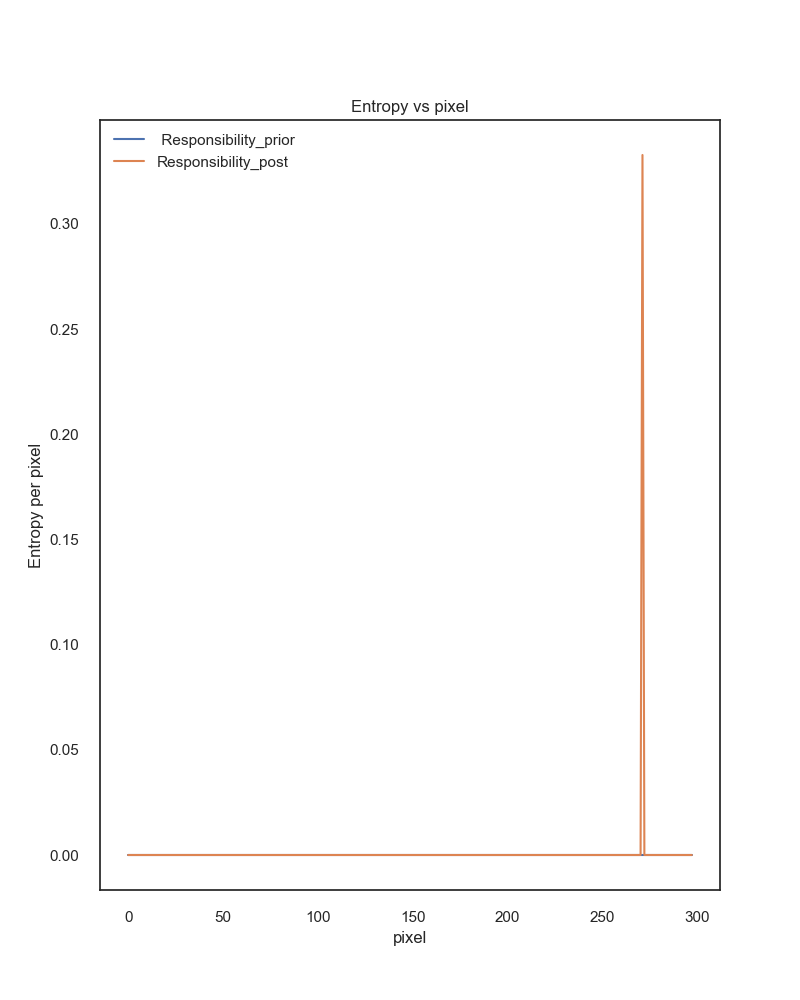 Entropy vs pixel
Responsibility_prior
Responsibility_post
0.30
0.25
0.20
0.15
0.10
0.05
0.00
Entropy per pixel
0 50 100 150 200 250 300
pixel